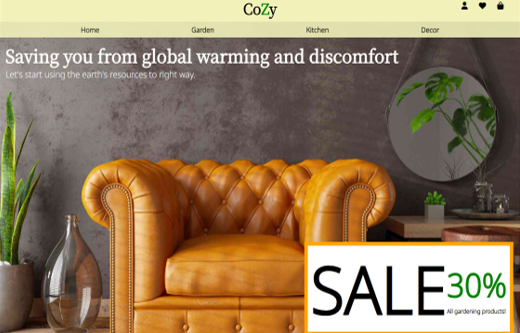 CoZy
Home Garden Kitchen Decor
Saving you from global warming and discomfort
Let's start using the earth's resources to right way.
SALE 30%
All gardening products!